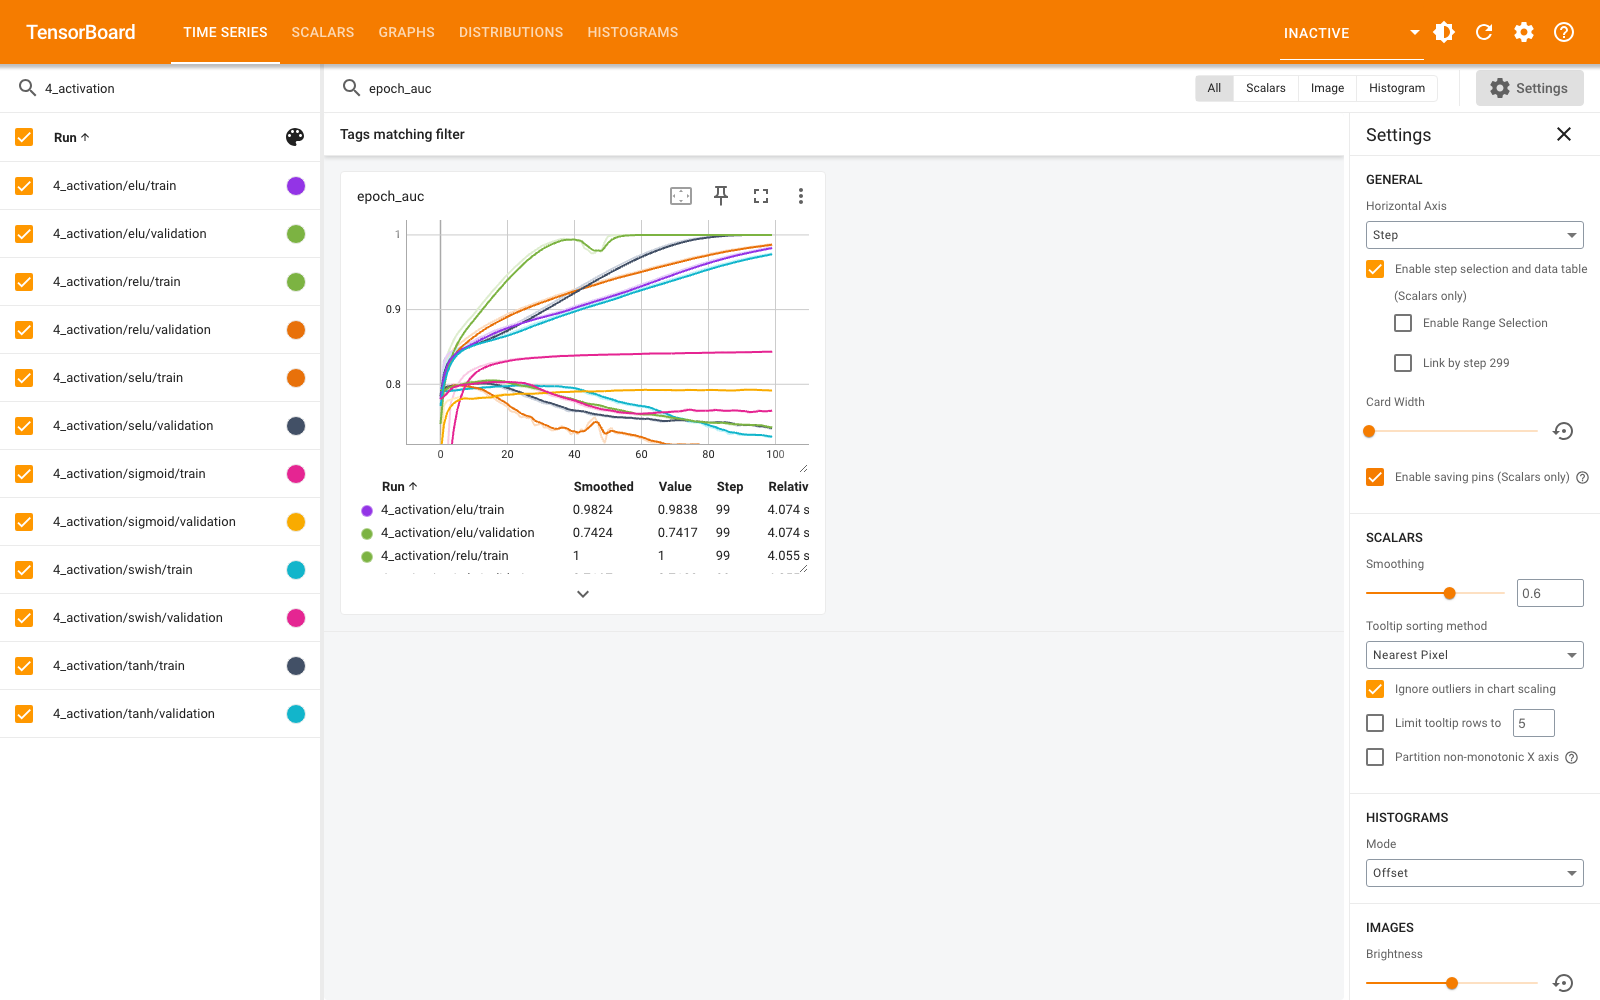 TensorBoard
TIME SERIES
SCALARS
GRAPHS
DISTRIBUTIONS
HISTOGRAMS
INACTIVE
4_activation
Run
4_activation/elu/train
4_activation/elu/validation
4_activation/relu/train
4_activation/relu/validation
4_activation/selu/train
4_activation/selu/validation
4_activation/sigmoid/train
4_activation/sigmoid/validation
4_activation/swish/train
4_activation/swish/validation
4_activation/tanh/train
4_activation/tanh/validation
epoch_auc
All
Scalars
Image
Histogram
Settings
Tags matching filter
epoch_auc
1
0.9
0.8
0 20 40 60 80 100
Run Smoothed Value Step Relativ
4_activation/elu/train 0.9824 0.9838 99 4.074 s
4_activation/elu/validation 0.7424 0.7417 99 4.074 s
4_activation/relu/train 1 1 99 4.055 s
Settings
GENERAL
Horizontal Axis
Step
Enable step selection and data table
(Scalars only)
Enable Range Selection
Link by step 299
Card Width
Enable saving pins (Scalars only)
SCALARS
Smoothing
0.6
Tooltip sorting method
Nearest Pixel
Ignore outliers in chart scaling
Limit tooltip rows to 5
Partition non-monotonic X axis
HISTOGRAMS
Mode
Offset
IMAGES
Brightness